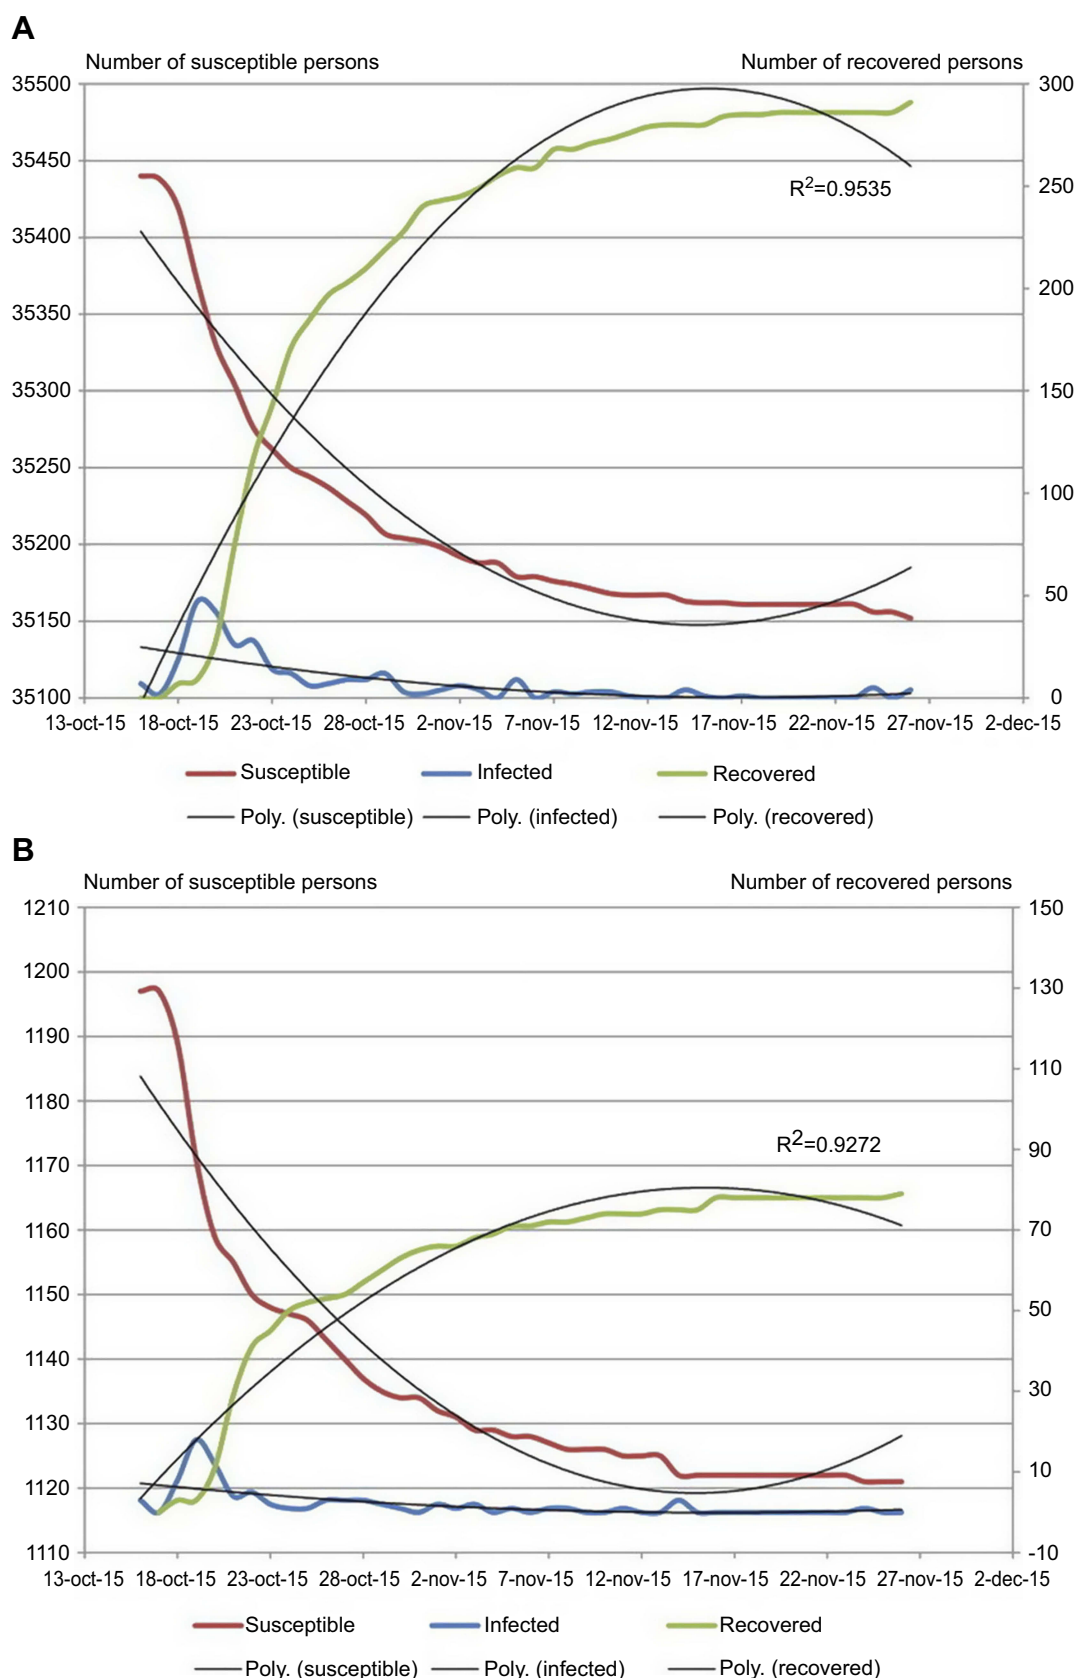 A
Number of susceptible persons Number of recovered persons
35500 300
35450
250
R2=0.9535
35400
200
35350
35300 150
35250
100
35200
50
35150
35100 0
13-oct-15 18-oct-15 23-oct-15 28-oct-15 2-nov-15 7-nov-15 12-nov-15 17-nov-15 22-nov-15 27-nov-15 2-dec-15
Susceptible Infected Recovered
Poly. (susceptible) Poly. (infected) Poly. (recovered)
B
Number of susceptible persons Number of recovered persons
1210 150
1200
130
1190
110
1180
R2=0.9272
90
1170
1160 70
1150
50
1140
30
1130
10
1120
1110 -10
13-oct-15 18-oct-15 23-oct-15 28-oct-15 2-nov-15 7-nov-15 12-nov-15 17-nov-15 22-nov-15 27-nov-15 2-dec-15
Susceptible Infected Recovered
Poly. (susceptible) Poly. (infected) Poly. (recovered)